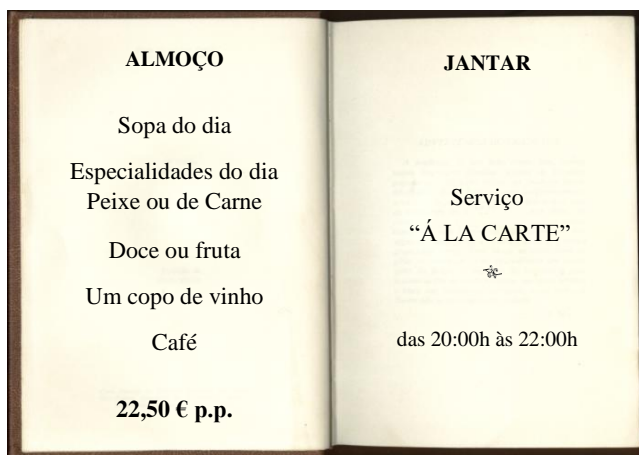 ALMOÇO
Sopa do dia
Especialidades do dia
Peixe ou de Carne
Doce ou fruta
Um copo de vinho
Café
22,50 € p.p.
JANTAR
Serviço
“Á LA CARTE”
das 20:00h às 22:00h